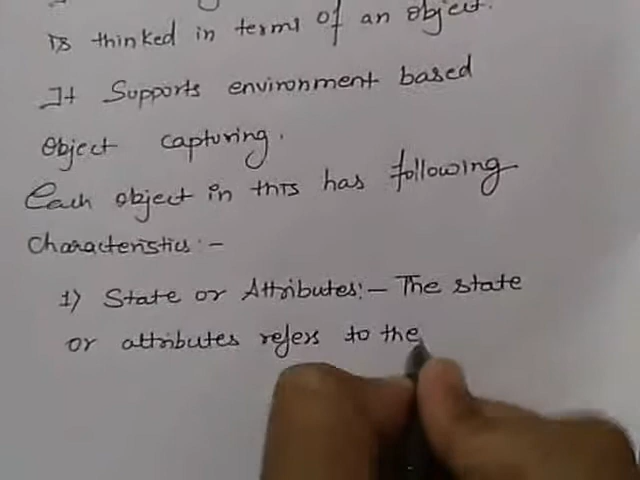 is thinked in terms of an object.
It Supports environment based
object capturing.
Each object in this has following
characteristics :-
1) State or Attributes:- The state
or attributes refers to the